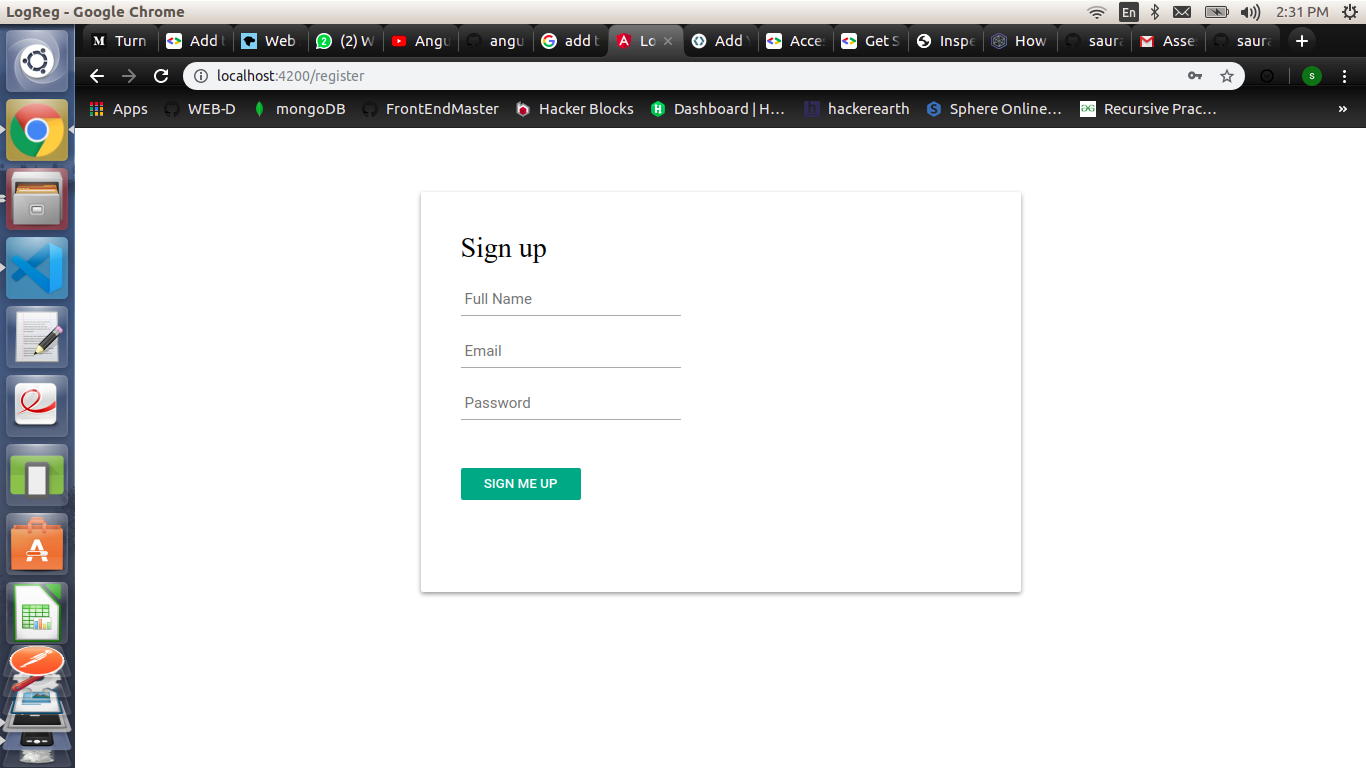 LogReg - Google Chrome
En
2:31 PM
Turn
Add t
Web
(2) W
Angu
angu
add t
Lo
Add Y
Acces
Get S
Inspe
How
saura
Asse
saura
localhost:4200/register
S
Apps
WEB-D
mongoDB
FrontEndMaster
Hacker Blocks
Dashboard | H...
hackerearth
Sphere Online...
Recursive Prac...
»
Sign up
Full Name
Email
Password
SIGN ME UP